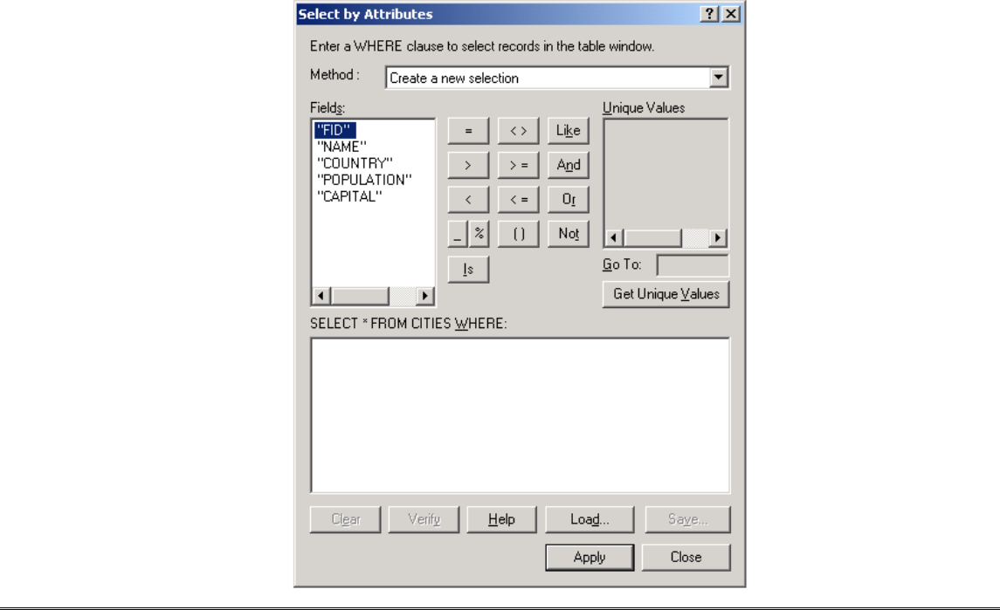 Select by Attributes
Enter a WHERE clause to select records in the table window.
Method : Create a new selection
Fields: Unique Values
"FID"
"NAME"
"COUNTRY"
"POPULATION"
"CAPITAL"
= < > Like
> > = And
< < = Or
_ % ( ) Not
Is
Go To:
Get Unique Values
SELECT * FROM CITIES WHERE:
Clear Verify Help Load... Save...
Apply Close